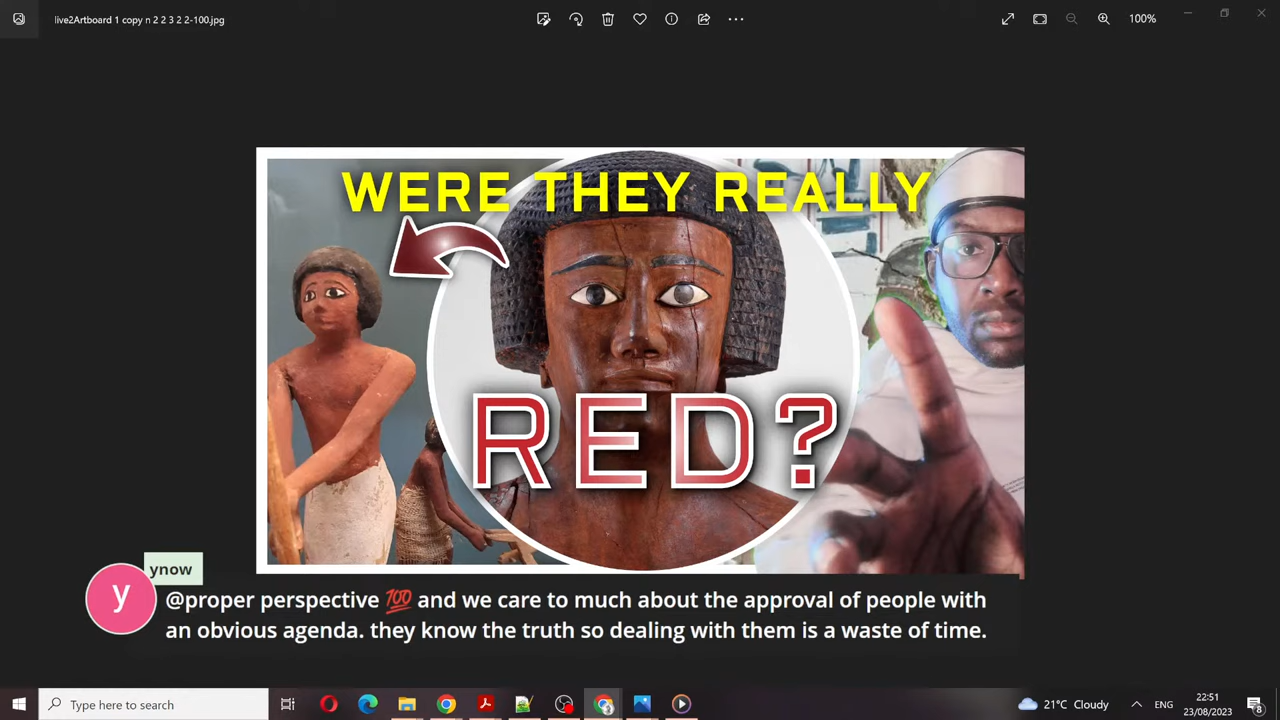 live2Artboard 1 copy n 2 2 3 2 2-100.jpg
100%
WERE THEY REALLY
RED?
ynow
y
@proper perspective 💯 and we care to much about the approval of people with
an obvious agenda. they know the truth so dealing with them is a waste of time.
Type here to search
21°C Cloudy
ENG
22:51
23/08/2023
8